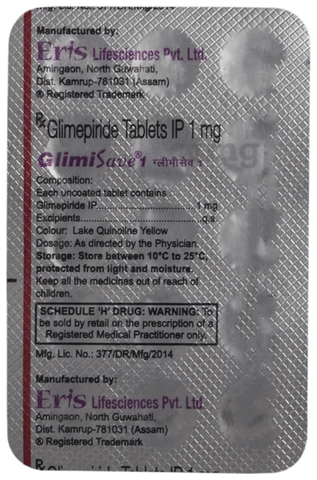 Manufactured by:
Eris Lifesciences Pvt. Ltd.
Amingaon, North Guwahati,
Dist. Kamrup-781031 (Assam)
® Registered Trademark
Rx Glimepiride Tablets IP 1 mg
GlimiSave® 1 ग्लीमीसेव 1
Composition:
Each uncoated tablet contains :
Glimepiride IP..........................1 mg
Excipients................................q.s.
Colour: Lake Quinoline Yellow
Dosage: As directed by the Physician.
Storage: Store between 10°C to 25°C,
protected from light and moisture.
Keep all the medicines out of reach of
children.
SCHEDULE 'H' DRUG: WARNING: To
be sold by retail on the prescription of a
Registered Medical Practitioner only.
Mfg. Lic. No.: 377/DR/Mfg/2014
Manufactured by:
Eris Lifesciences Pvt. Ltd.
Amingaon, North Guwahati,
Dist. Kamrup-781031 (Assam)
® Registered Trademark